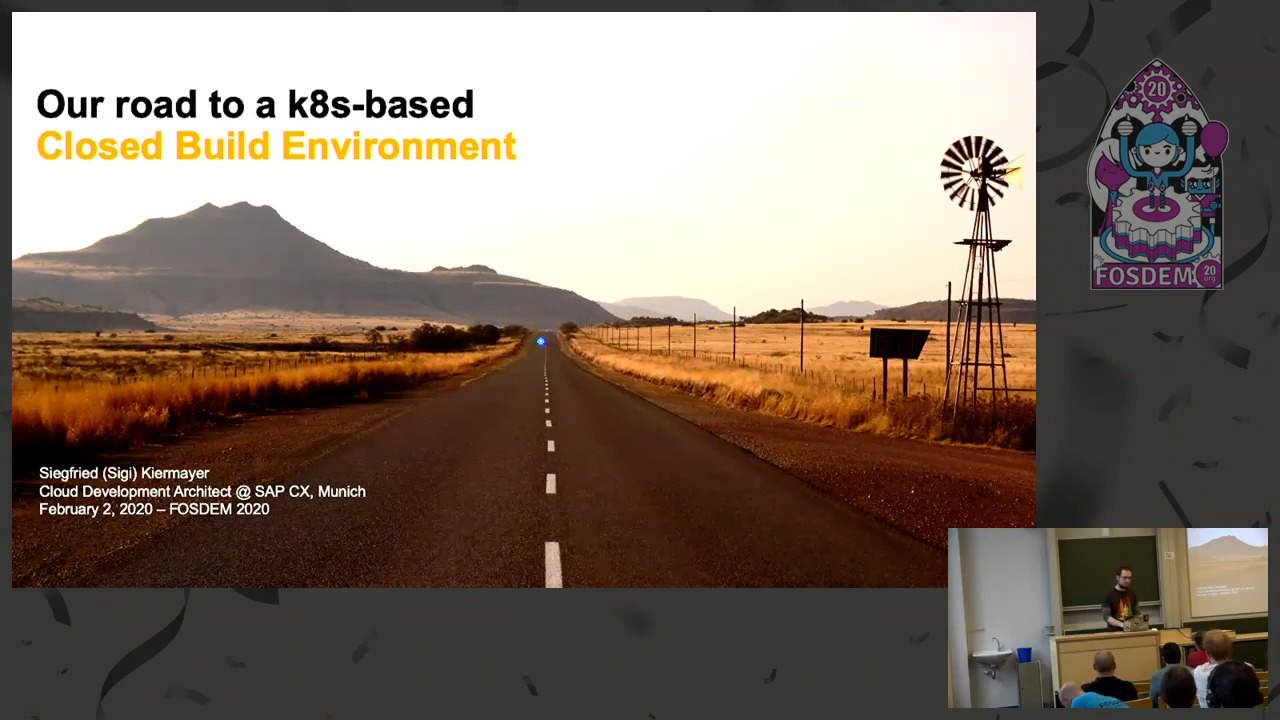 Our road to a k8s-based
Closed Build Environment
Siegfried (Sigi) Kiermayer
Cloud Development Architect @ SAP CX, Munich
February 2, 2020 – FOSDEM 2020
20
FOSDEM
20
.org